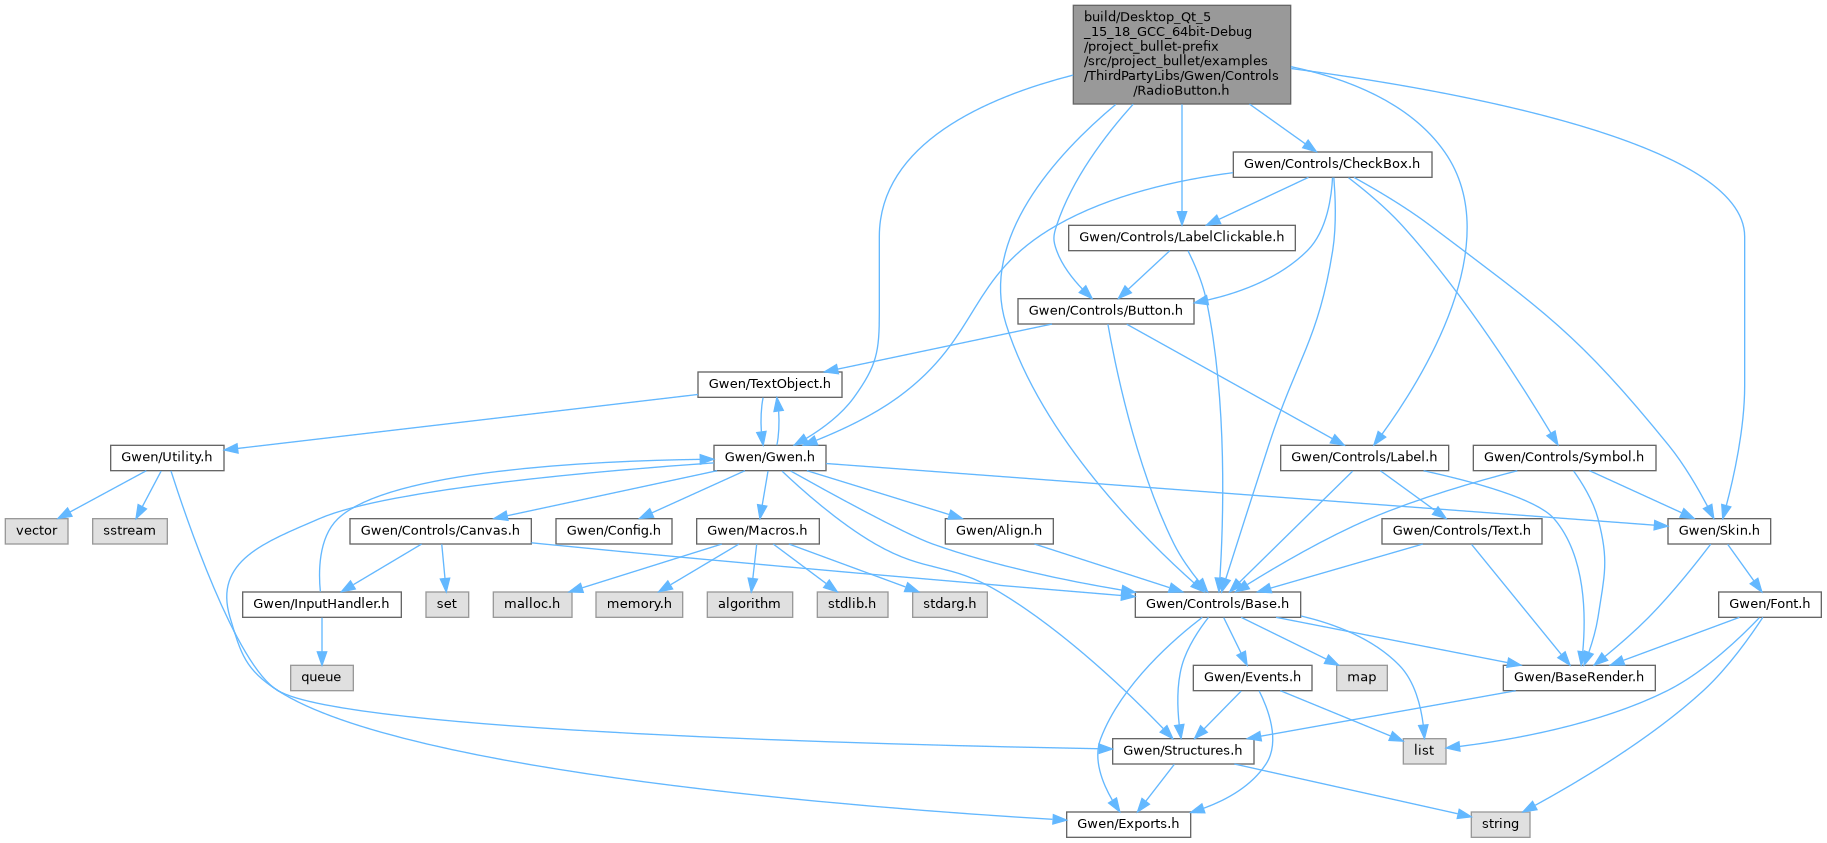 build/Desktop_Qt_5
_15_18_GCC_64bit-Debug
/project_bullet-prefix
/src/project_bullet/examples
/ThirdPartyLibs/Gwen/Controls
/RadioButton.h
Gwen/Controls/CheckBox.h
Gwen/Controls/LabelClickable.h
Gwen/Controls/Button.h
Gwen/TextObject.h
Gwen/Utility.h
Gwen/Gwen.h
Gwen/Controls/Label.h
Gwen/Controls/Symbol.h
vector
sstream
Gwen/Controls/Canvas.h
Gwen/Config.h
Gwen/Macros.h
Gwen/Align.h
Gwen/Controls/Text.h
Gwen/Skin.h
Gwen/InputHandler.h
set
malloc.h
memory.h
algorithm
stdlib.h
stdarg.h
Gwen/Controls/Base.h
Gwen/Font.h
queue
Gwen/Events.h
map
Gwen/BaseRender.h
Gwen/Structures.h
list
Gwen/Exports.h
string